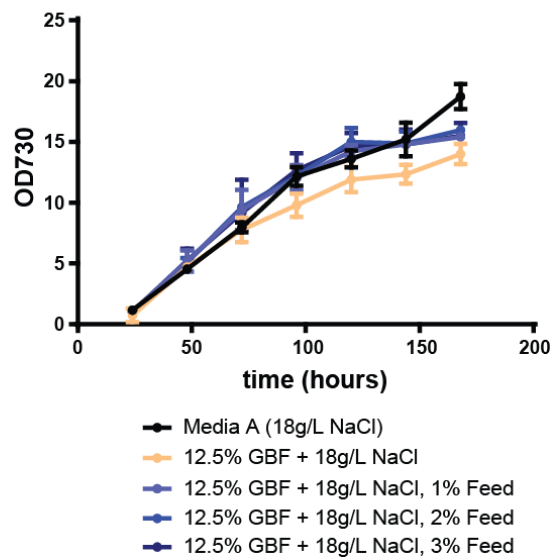 25
20
15
10
5
0
OD730
0 50 100 150 200
time (hours)
Media A (18g/L NaCl)
12.5% GBF + 18g/L NaCl
12.5% GBF + 18g/L NaCl, 1% Feed
12.5% GBF + 18g/L NaCl, 2% Feed
12.5% GBF + 18g/L NaCl, 3% Feed